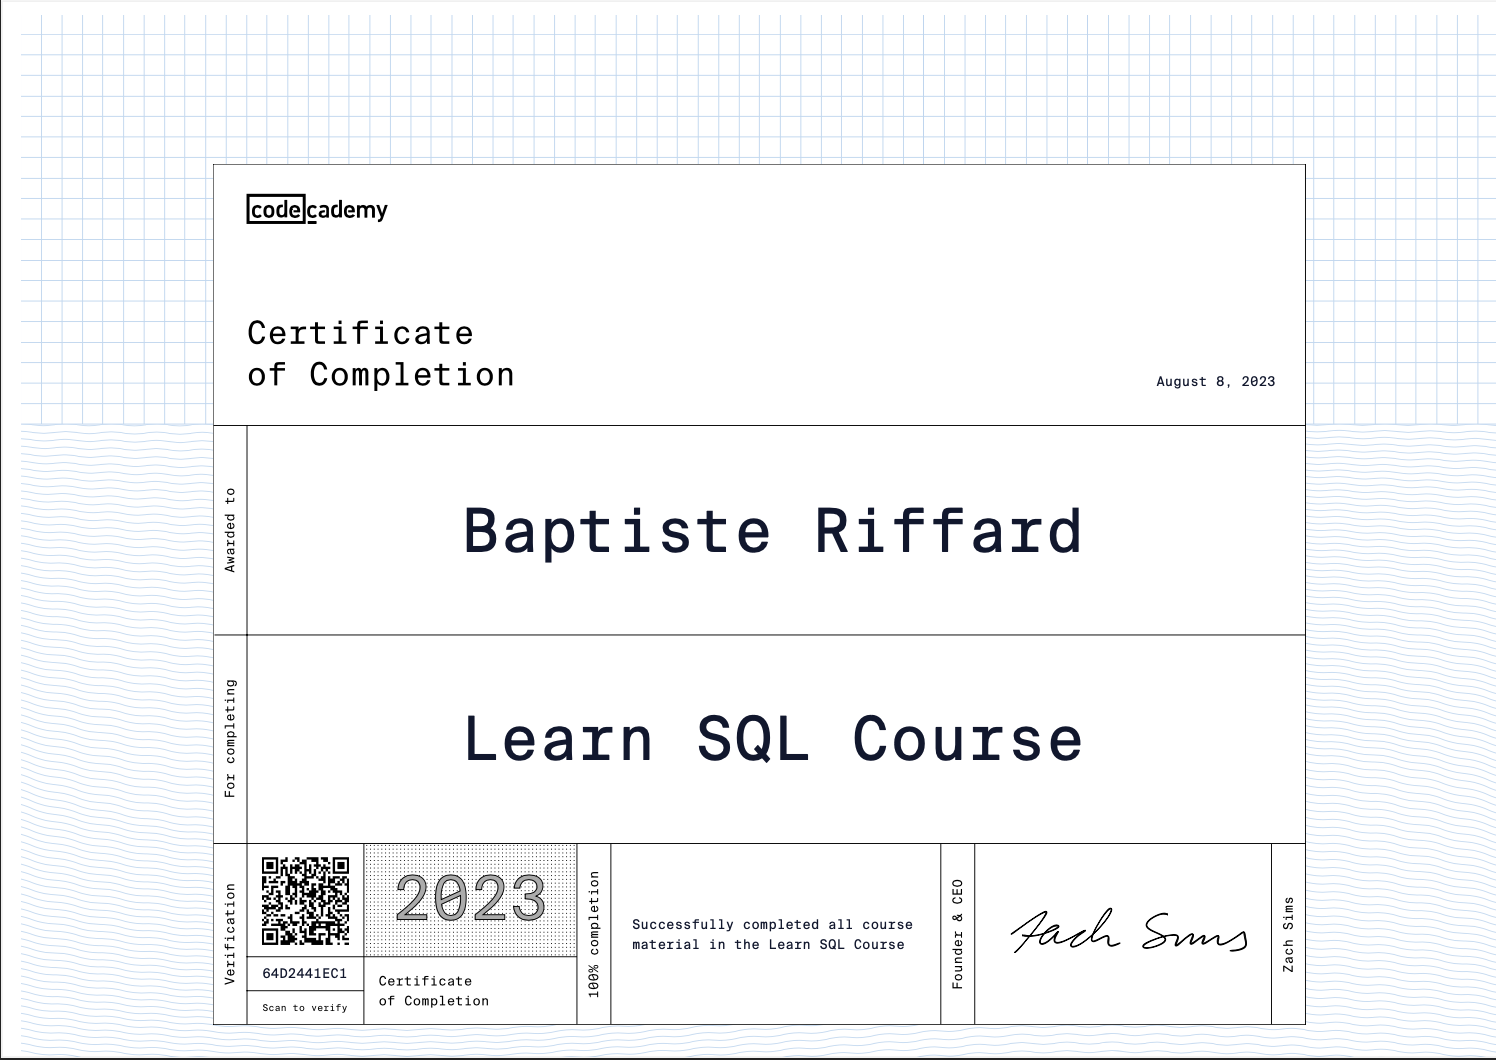 codecademy
Certificate
of Completion
August 8, 2023
Awarded to
Baptiste Riffard
For completing
Learn SQL Course
Verification
64D2441EC1
Scan to verify
2023
Certificate
of Completion
100% completion
Successfully completed all course
material in the Learn SQL Course
Founder & CEO
Zach Sims
Zach Sims